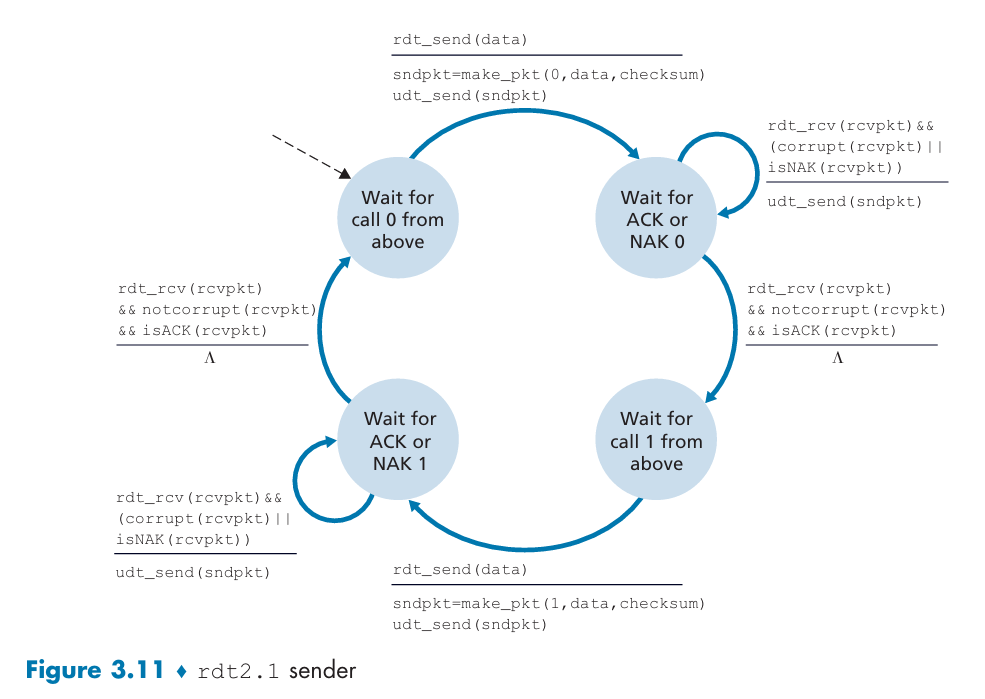 rdt_send(data)
sndpkt=make_pkt(0,data,checksum)
udt_send(sndpkt)
rdt_rcv(rcvpkt)&&
(corrupt(rcvpkt)||
isNAK(rcvpkt))
udt_send(sndpkt)
Wait for
call 0 from
above
Wait for
ACK or
NAK 0
rdt_rcv(rcvpkt)
&& notcorrupt(rcvpkt)
&& isACK(rcvpkt)
Λ
rdt_rcv(rcvpkt)
&& notcorrupt(rcvpkt)
&& isACK(rcvpkt)
Λ
Wait for
ACK or
NAK 1
Wait for
call 1 from
above
rdt_rcv(rcvpkt)&&
(corrupt(rcvpkt)||
isNAK(rcvpkt))
udt_send(sndpkt)
rdt_send(data)
sndpkt=make_pkt(1,data,checksum)
udt_send(sndpkt)
Figure 3.11 ♦ rdt2.1 sender